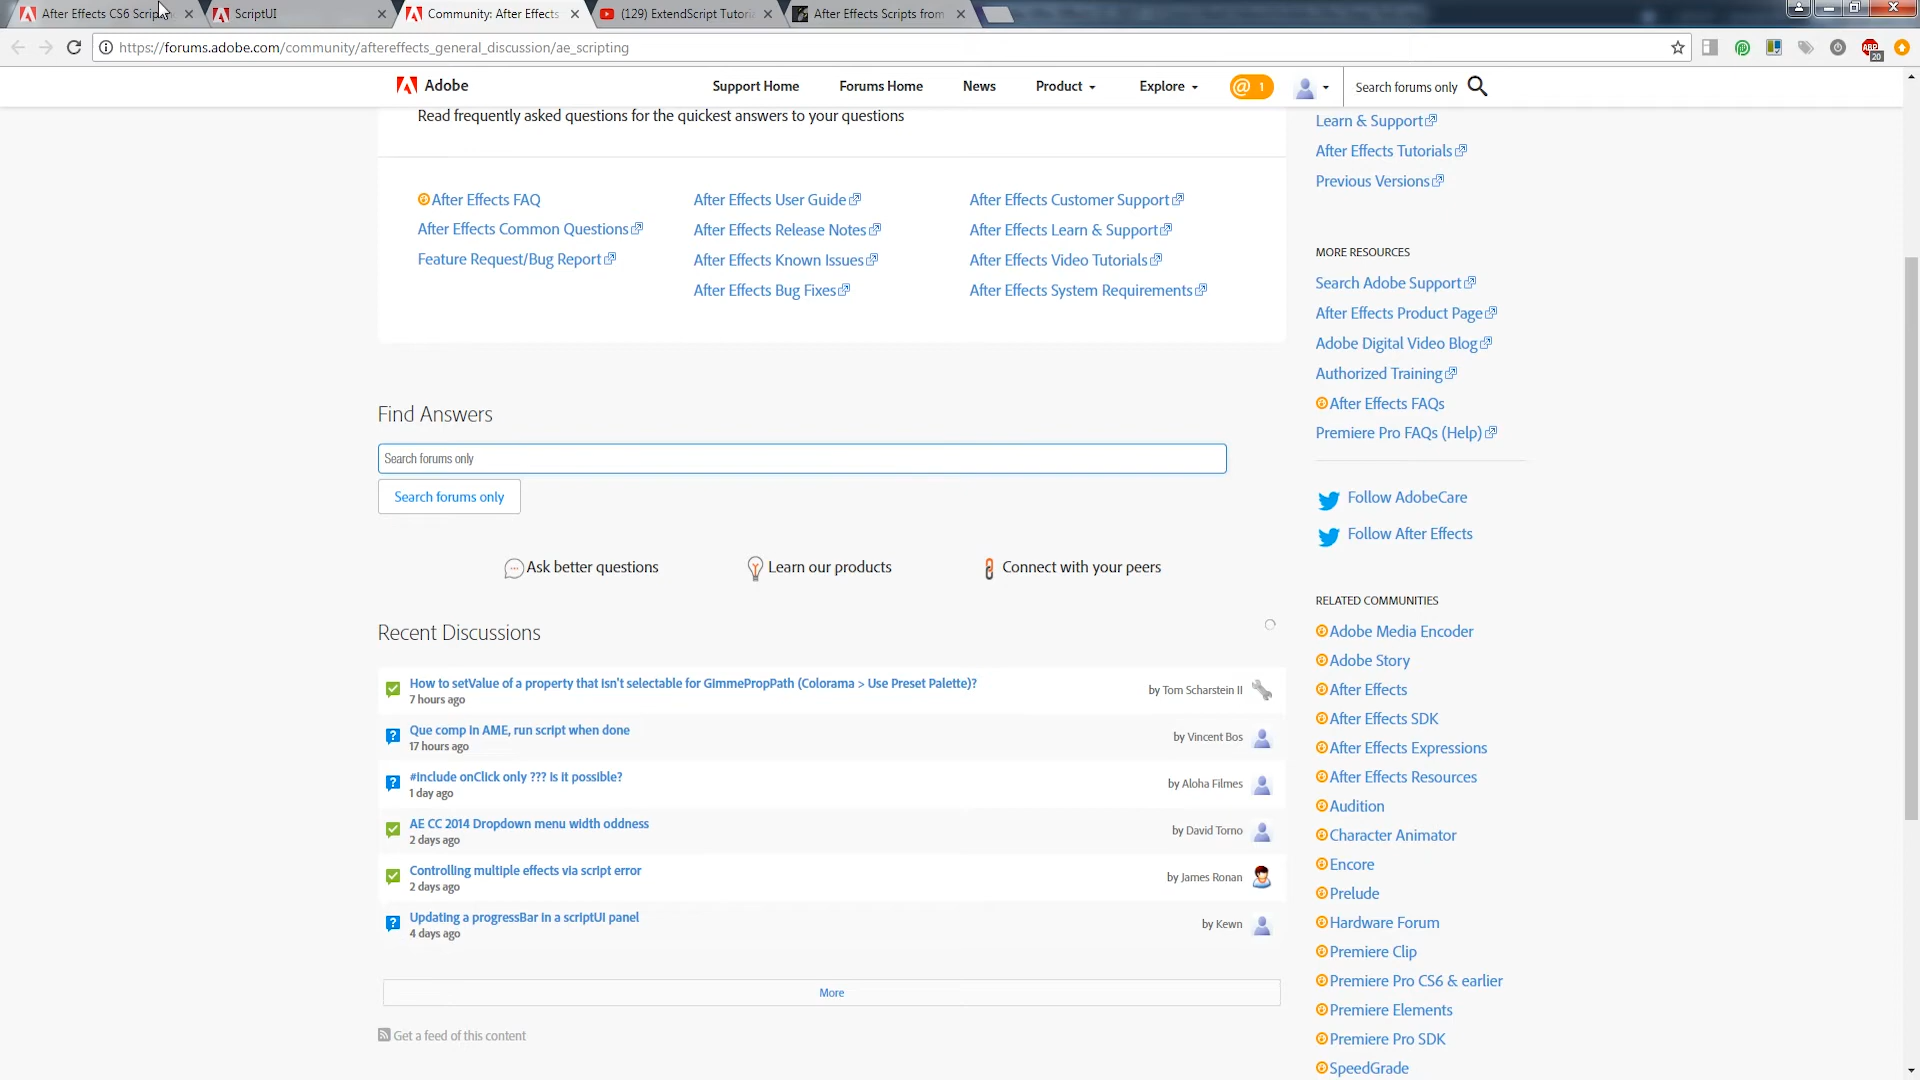 After Effects CS6 Scrip
ScriptUI
Community: After Effects
(129) ExtendScript Tutori
After Effects Scripts from
https://forums.adobe.com/community/aftereffects_general_discussion/ae_scripting
ABP
20
Adobe
Support Home
Forums Home
News
Product
Explore
@ 1
Search forums only
Read frequently asked questions for the quickest answers to your questions
After Effects FAQ
After Effects Common Questions
Feature Request/Bug Report
After Effects User Guide
After Effects Release Notes
After Effects Known Issues
After Effects Bug Fixes
After Effects Customer Support
After Effects Learn & Support
After Effects Video Tutorials
After Effects System Requirements
Find Answers
Search forums only
Search forums only
Ask better questions
Learn our products
Connect with your peers
Recent Discussions
How to setValue of a property that isn't selectable for GimmePropPath (Colorama > Use Preset Palette)?
7 hours ago
by Tom Scharstein II
Que comp in AME, run script when done
17 hours ago
by Vincent Bos
#include onClick only ??? is it possible?
1 day ago
by Aloha Filmes
AE CC 2014 Dropdown menu width oddness
2 days ago
by David Torno
Controlling multiple effects via script error
2 days ago
by James Ronan
Updating a progressBar in a scriptUI panel
4 days ago
by Kewn
More
Get a feed of this content
Learn & Support
After Effects Tutorials
Previous Versions
MORE RESOURCES
Search Adobe Support
After Effects Product Page
Adobe Digital Video Blog
Authorized Training
After Effects FAQs
Premiere Pro FAQs (Help)
Follow AdobeCare
Follow After Effects
RELATED COMMUNITIES
Adobe Media Encoder
Adobe Story
After Effects
After Effects SDK
After Effects Expressions
After Effects Resources
Audition
Character Animator
Encore
Prelude
Hardware Forum
Premiere Clip
Premiere Pro CS6 & earlier
Premiere Elements
Premiere Pro SDK
SpeedGrade